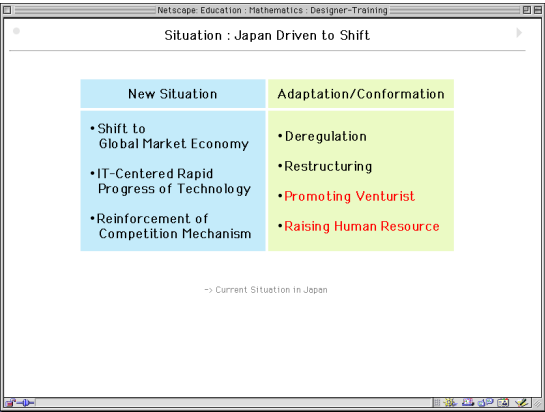 Netscape: Education : Mathematics : Designer-Training
Situation : Japan Driven to Shift
New Situation
Adaptation/Conformation
•Shift to
Global Market Economy
•IT-Centered Rapid
Progress of Technology
•Reinforcement of
Competition Mechanism
•Deregulation
•Restructuring
•Promoting Venturist
•Raising Human Resource
-> Current Situation in Japan